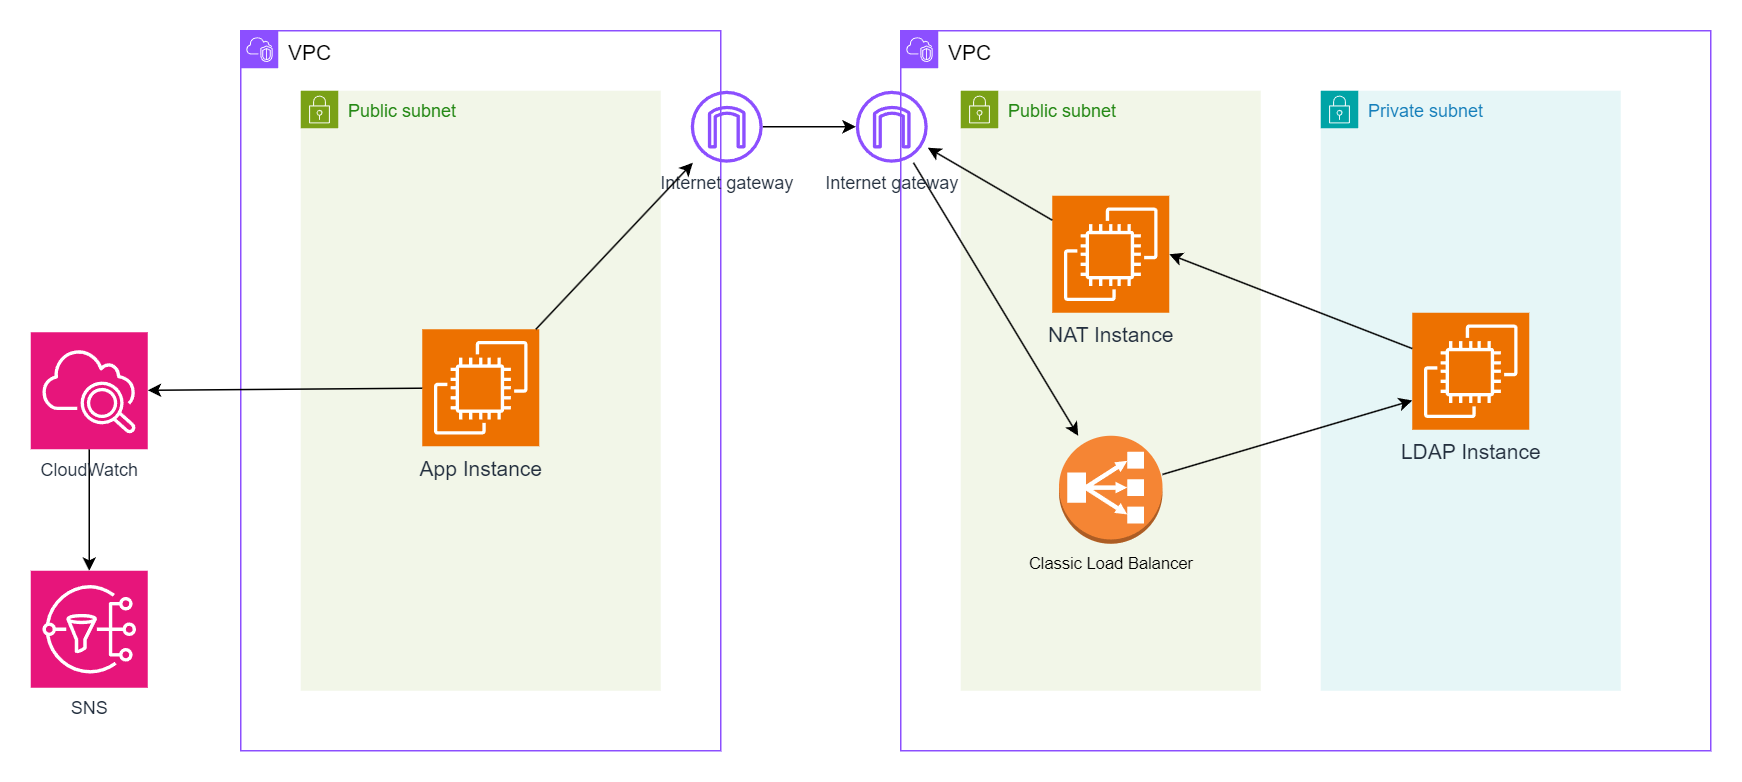 VPC
Public subnet
Internet gateway
App Instance
CloudWatch
SNS
VPC
Internet gateway
Public subnet
NAT Instance
Classic Load Balancer
Private subnet
LDAP Instance